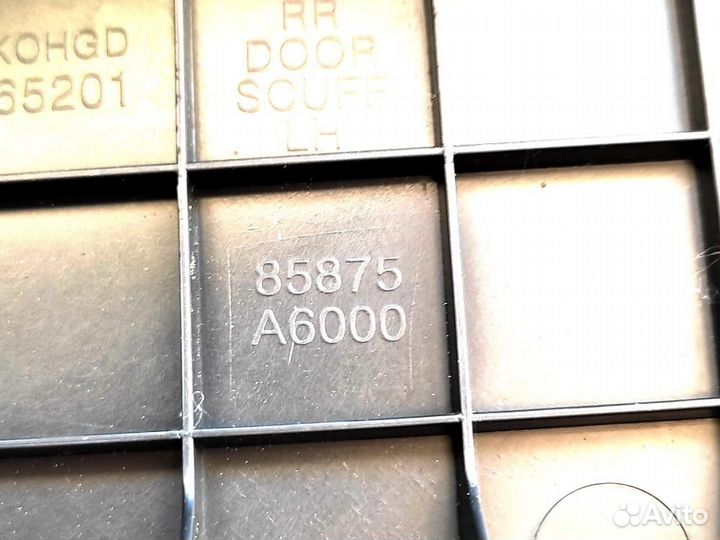 KOHGD
65201
RR
DOOR
SCUFF
LH
85875
A6000
Avito